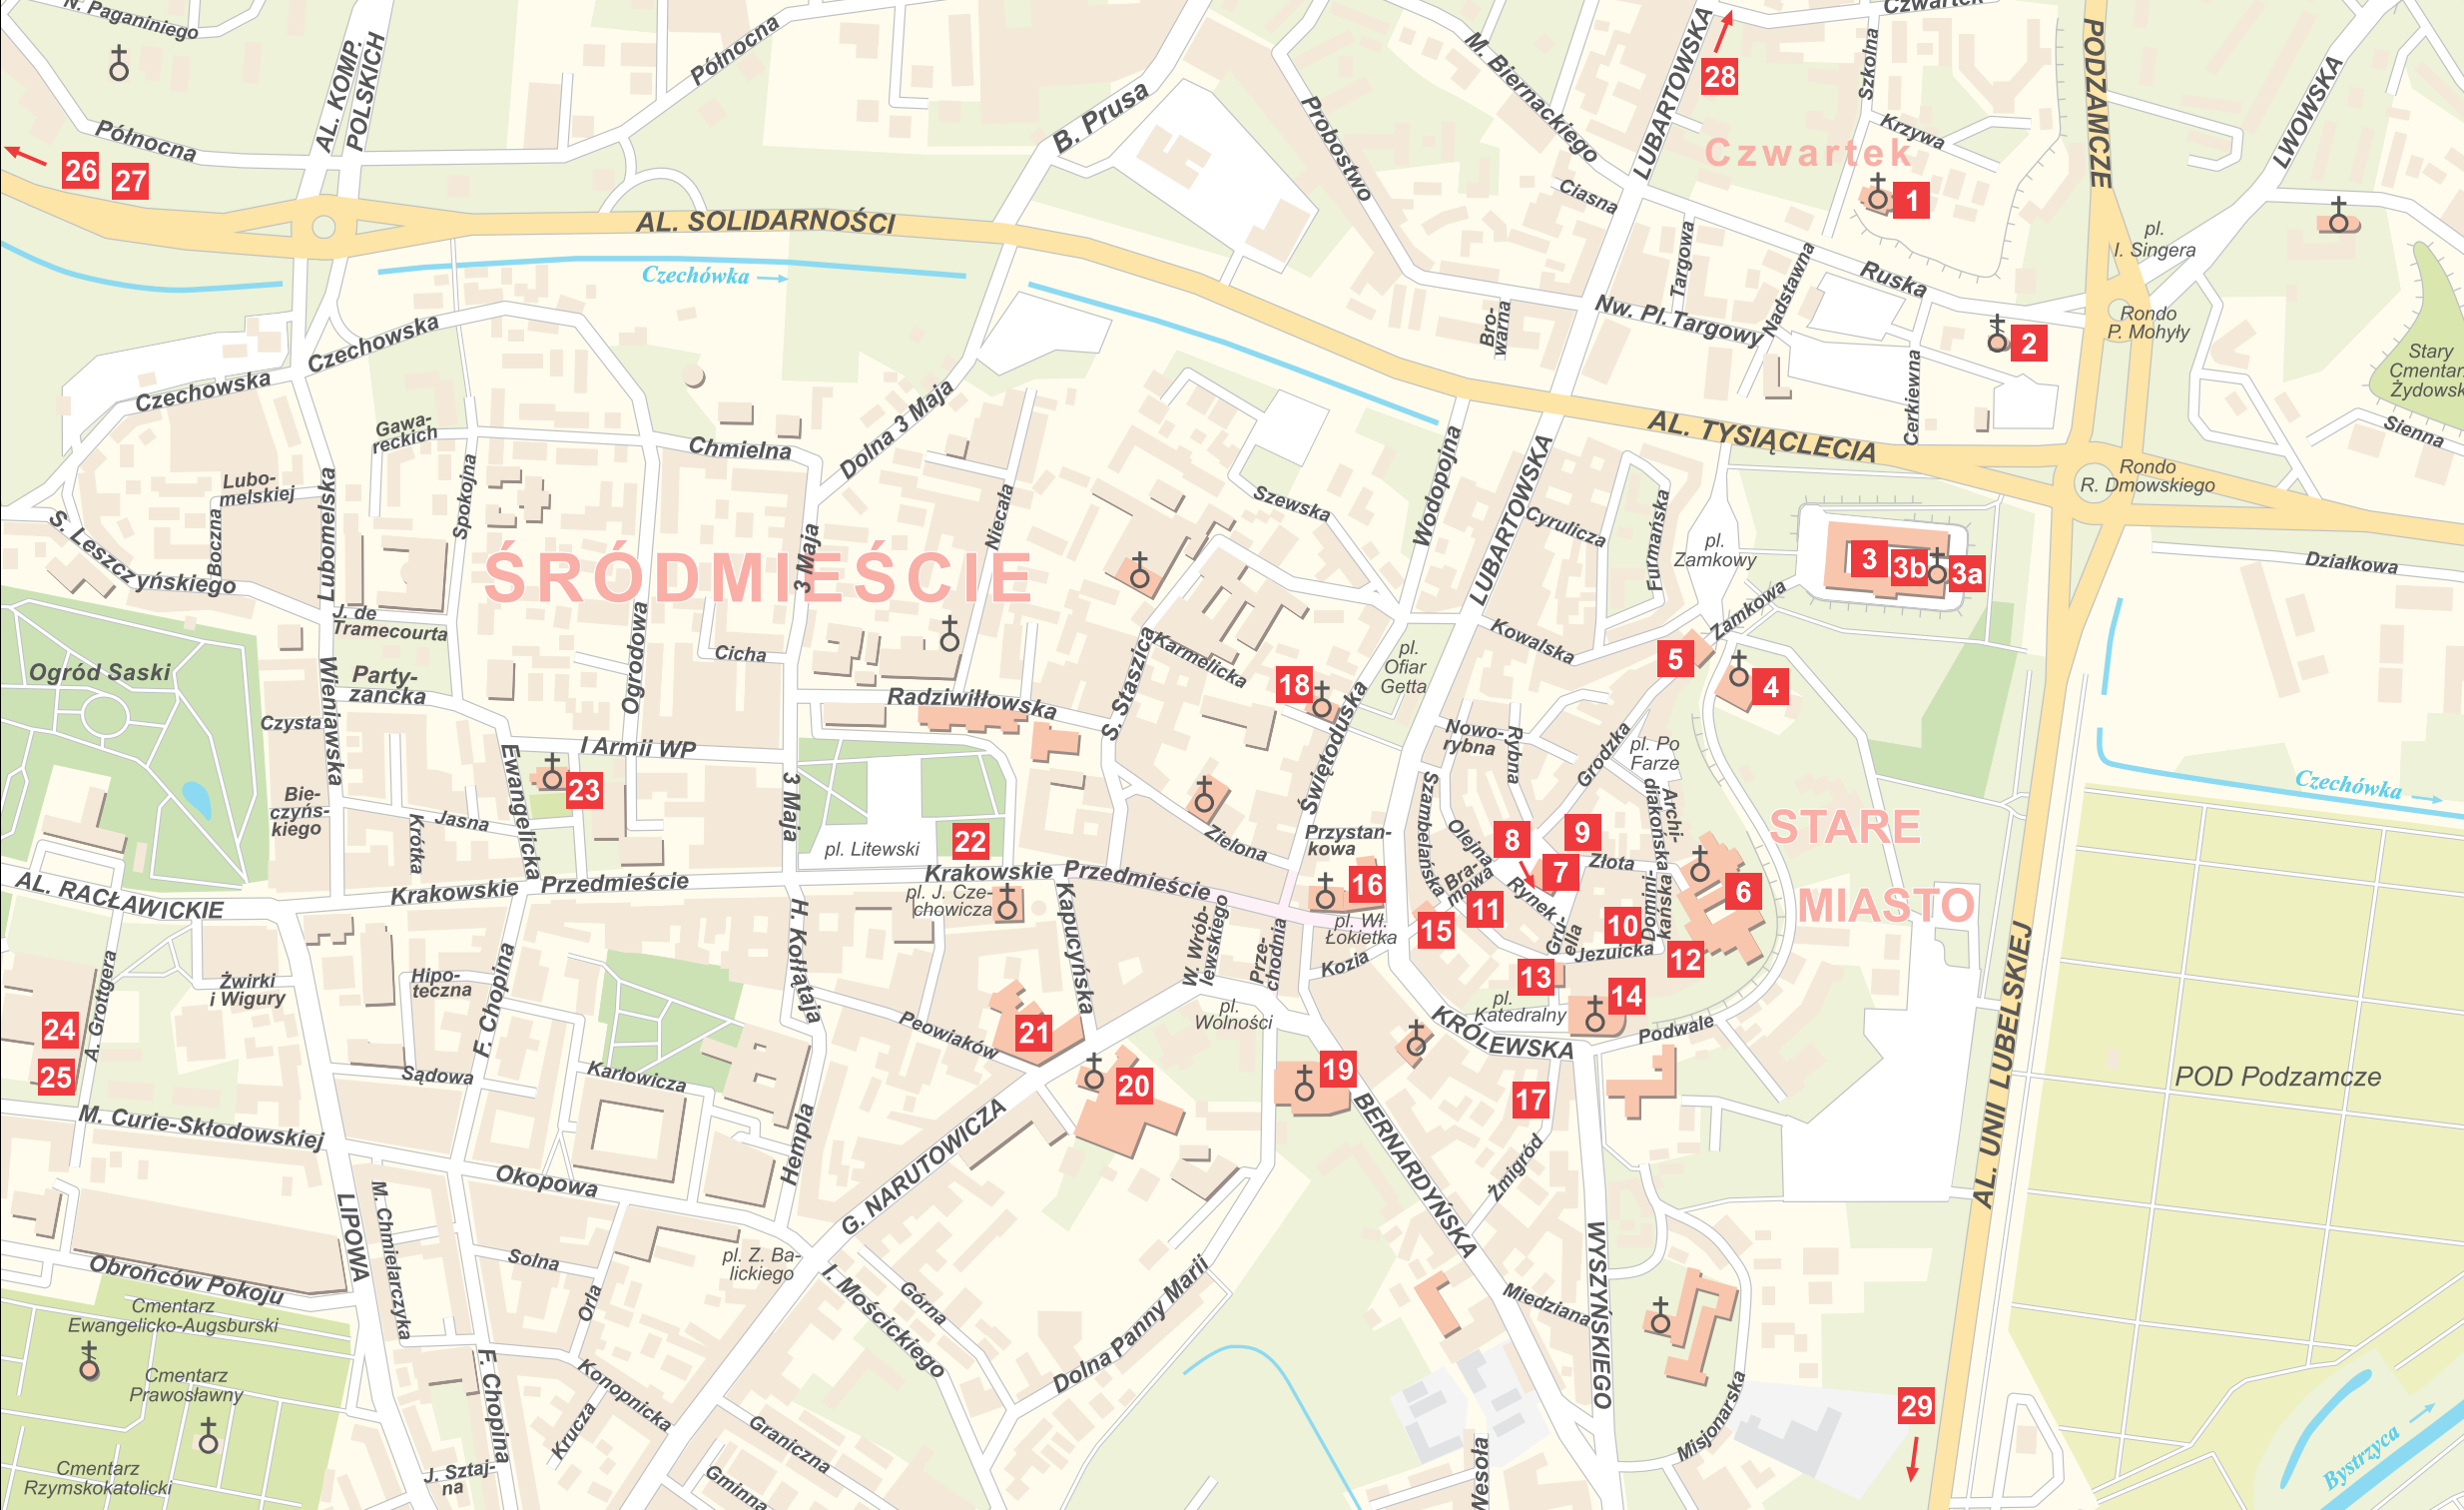 N. Paganiniego
Północna
AL. KOMP.
POLSKICH
Północna
B. Prusa
M. Biernackiego
Probostwo
LUBARTOWSKA
28
Czwartek
Szkolna
Krzywa
PODZAMCZE
LWOWSKA
26
27
Czwartek
Ciasna
1
AL. SOLIDARNOŚCI
Czechówka
Targowa
Nadstawna
Ruska
pl.
I. Singera
Nw. Pl. Targowy
Bro-
warna
2
Rondo
P. Mohyły
Stary
Cmentarz
Żydowsk
Sienna
Czechowska
Czechowska
Gawa-
reckich
Chmielna
Dolna 3 Maja
Cerkiewna
AL. TYSIĄCLECIA
Rondo
R. Dmowskiego
Lubo-
melskiej
Boczna
Lubomelska
Spokojna
S. Leszczyńskiego
Niecała
3 Maja
Szewska
Wodopojna
LUBARTOWSKA
Cyrulicza
Furmańska
pl.
Zamkowy
3
3b
3a
Działkowa
ŚRÓDMIEŚCIE
J. de
Tramecourta
Ogrodowa
Cicha
Zamkowa
Kowalska
5
4
pl.
Ofiar
Getta
Ogród Saski
Wieniawska
Party-
zancka
Czysta
Radziwiłłowska
S. Staszica
Karmelicka
18
Świętoduska
Nowo-
rybna
Rybna
Grodzka
pl. Po
Farze
I Armii WP
Ewangelicka
23
Bie-
czyńs-
kiego
Krótka
Jasna
3 Maja
pl. Litewski
22
Zielona
Przystan-
kowa
Szambelańska
Olejna
8
9
7
Złota
Archi-
diakońska
STARE
MIASTO
Czechówka
6
AL. RACŁAWICKIE
Krakowskie Przedmieście
Krakowskie Przedmieście
pl. J. Cze-
chowicza
Kapucyńska
16
Bra-
mowa
11
Rynek
10
Domini-
kańska
15
pl. Wł.
Łokietka
Gru-
ella
Jezuicka
12
A. Grottgera
Żwirki
i Wigury
Hipo-
teczna
F. Chopina
H. Kołłątaja
W. Wrób-
lewskiego
Prze-
chodnia
Kozia
13
14
pl.
Katedralny
Podwale
pl.
Wolności
24
25
Peowiaków
21
KRÓLEWSKA
20
19
17
AL. UNII LUBELSKIEJ
POD Podzamcze
Sądowa
Karłowicza
M. Curie-Skłodowskiej
Hempla
G. NARUTOWICZA
BERNARDYŃSKA
Żmigród
Okopowa
LIPOWA
M. Chmielarczyka
Solna
Orla
pl. Z. Ba-
lickiego
I. Mościckiego
Górna
Dolna Panny Marii
WYSZYŃSKIEGO
Miedziana
Obrońców Pokoju
Cmentarz
Ewangelicko-Augsburski
Cmentarz
Prawosławny
Cmentarz
Rzymskokatolicki
F. Chopina
Konopnicka
Krucza
J. Sztaj-
na
Graniczna
Gminna
Wesoła
Misjonarska
29
Bystrzyca